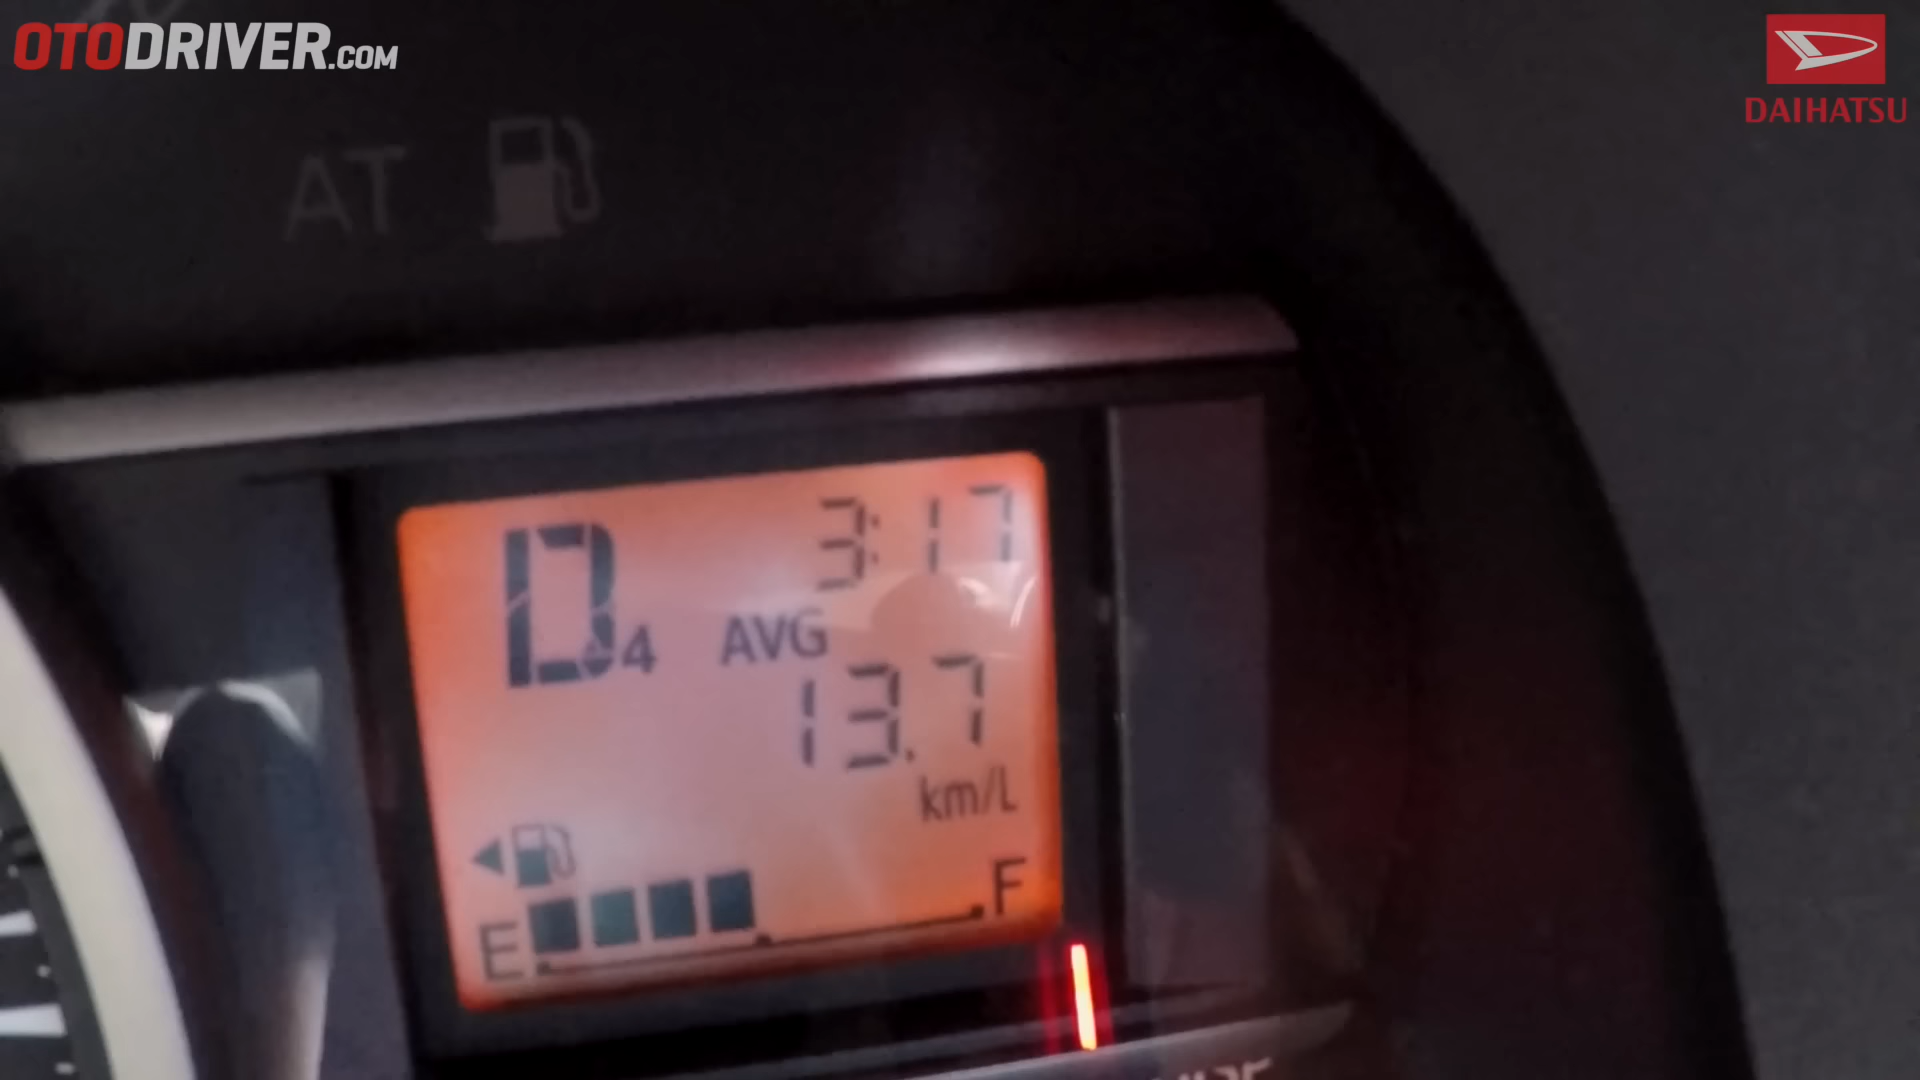 OTODRIVER.COM
DAIHATSU
AT
3:17
D4
AVG
13.7
km/L
E
F